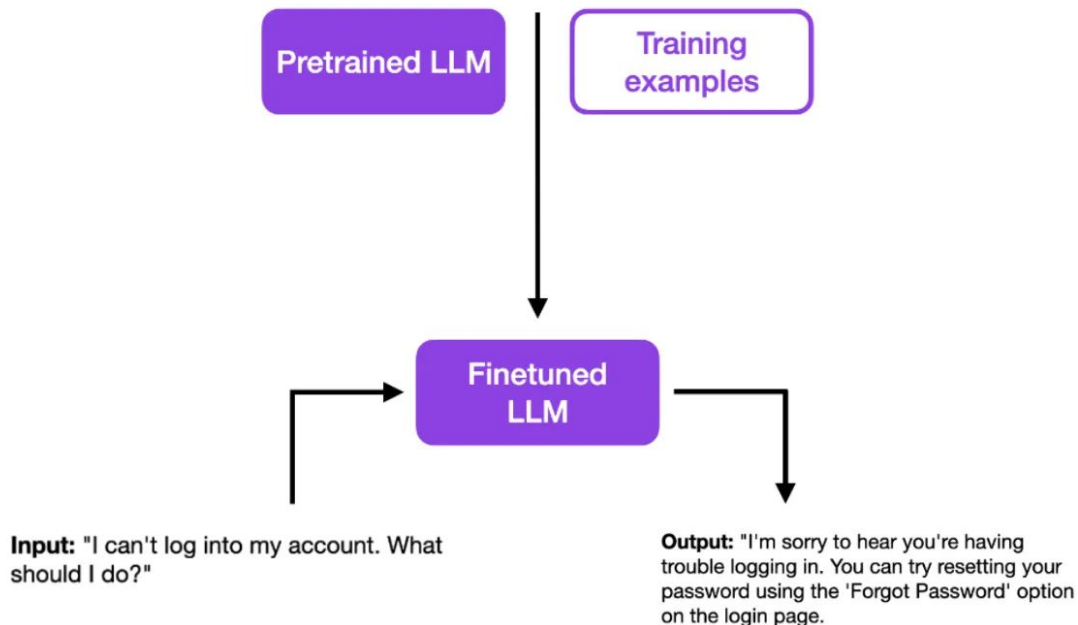 Pretrained LLM
Training
examples
Finetuned
LLM
Input: "I can't log into my account. What
should I do?"
Output: "I'm sorry to hear you're having
trouble logging in. You can try resetting your
password using the 'Forgot Password' option
on the login page.